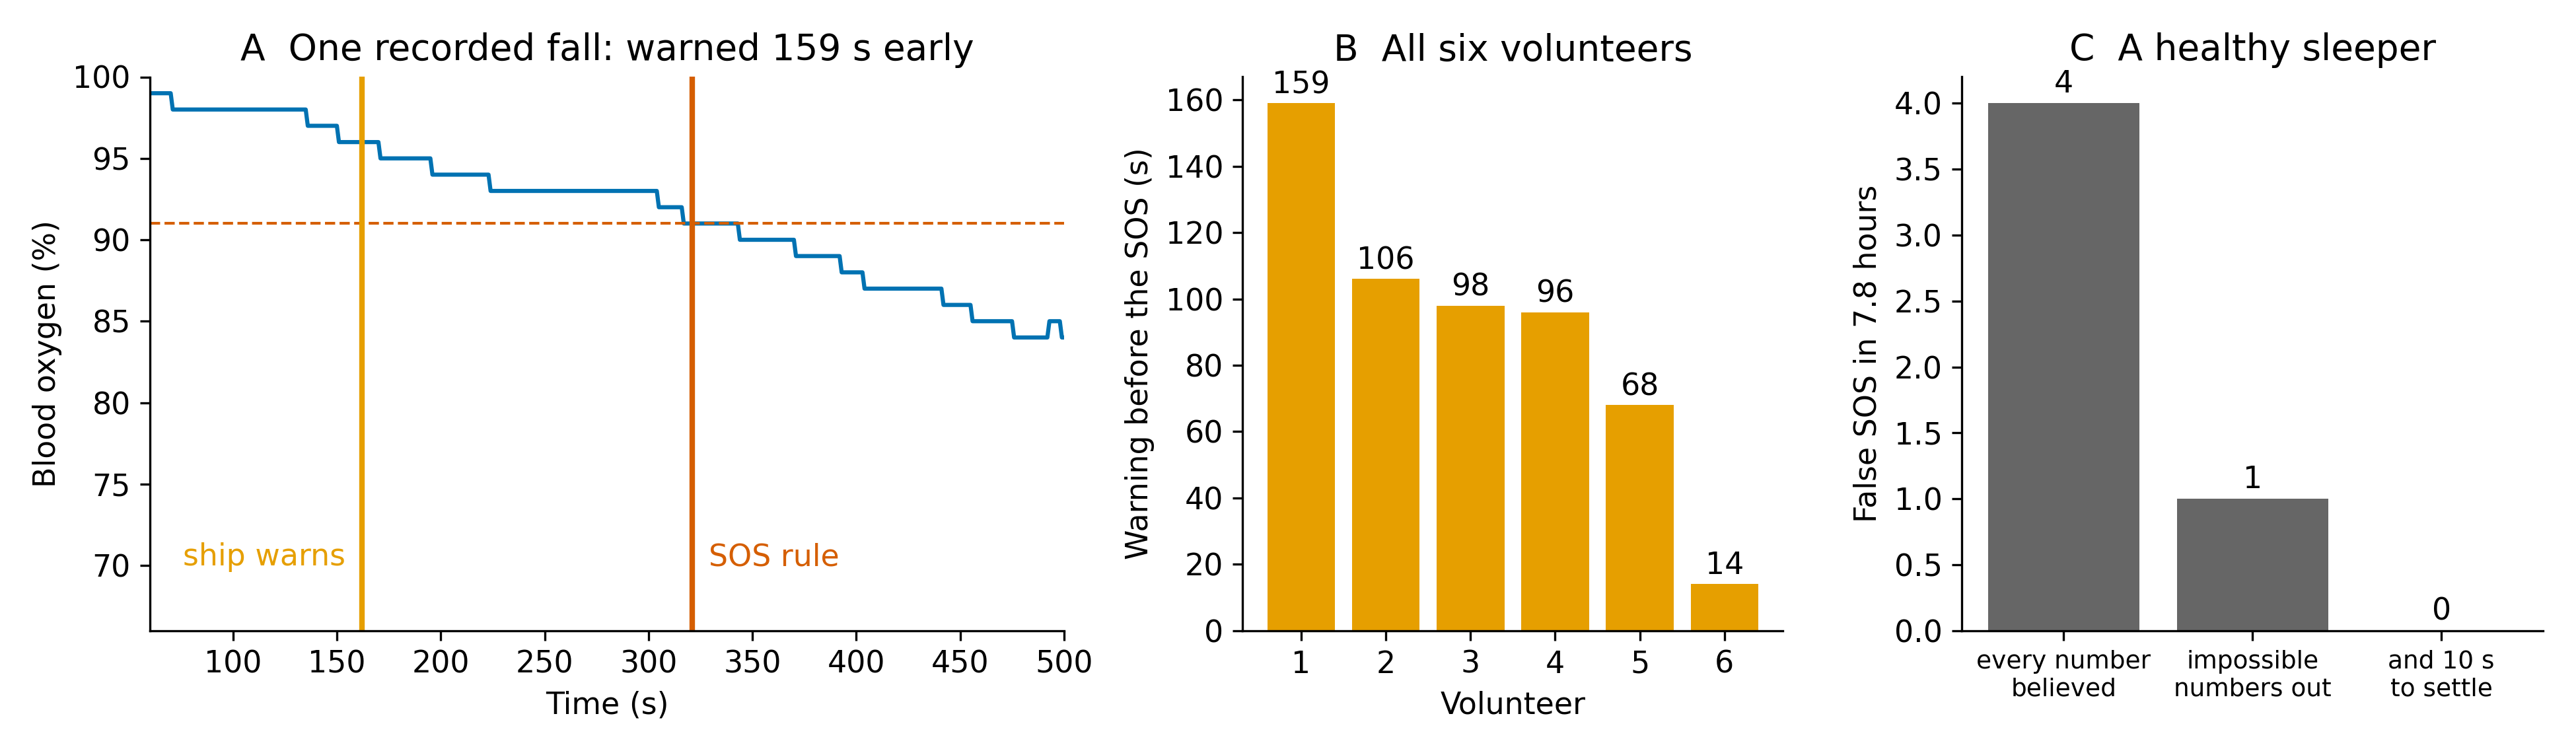 A  One recorded fall: warned 159 s early
100
95
90
85
80
75
70
Blood oxygen (%)
ship warns
SOS rule
100 150 200 250 300 350 400 450 500
Time (s)
B  All six volunteers
160
140
120
100
80
60
40
20
0
Warning before the SOS (s)
159
106
98
96
68
14
1 2 3 4 5 6
Volunteer
C  A healthy sleeper
4.0
3.5
3.0
2.5
2.0
1.5
1.0
0.5
0.0
False SOS in 7.8 hours
4
1
0
every number
believed
impossible
numbers out
and 10 s
to settle